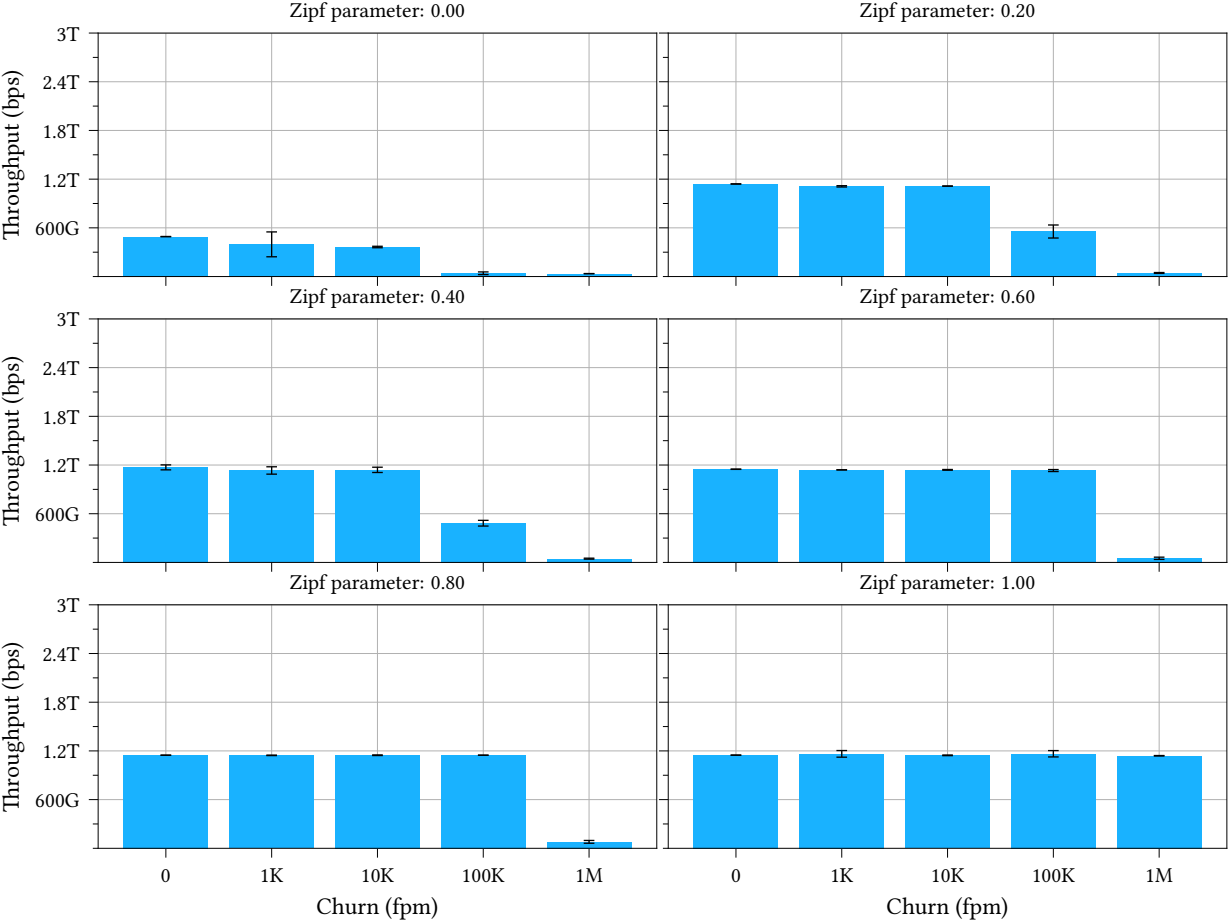 Zipf parameter: 0.00
Zipf parameter: 0.20
Throughput (bps)
3T
2.4T
1.8T
1.2T
600G
Zipf parameter: 0.40
Zipf parameter: 0.60
Throughput (bps)
3T
2.4T
1.8T
1.2T
600G
Zipf parameter: 0.80
Zipf parameter: 1.00
Throughput (bps)
3T
2.4T
1.8T
1.2T
600G
0 1K 10K 100K 1M
0 1K 10K 100K 1M
Churn (fpm)
Churn (fpm)